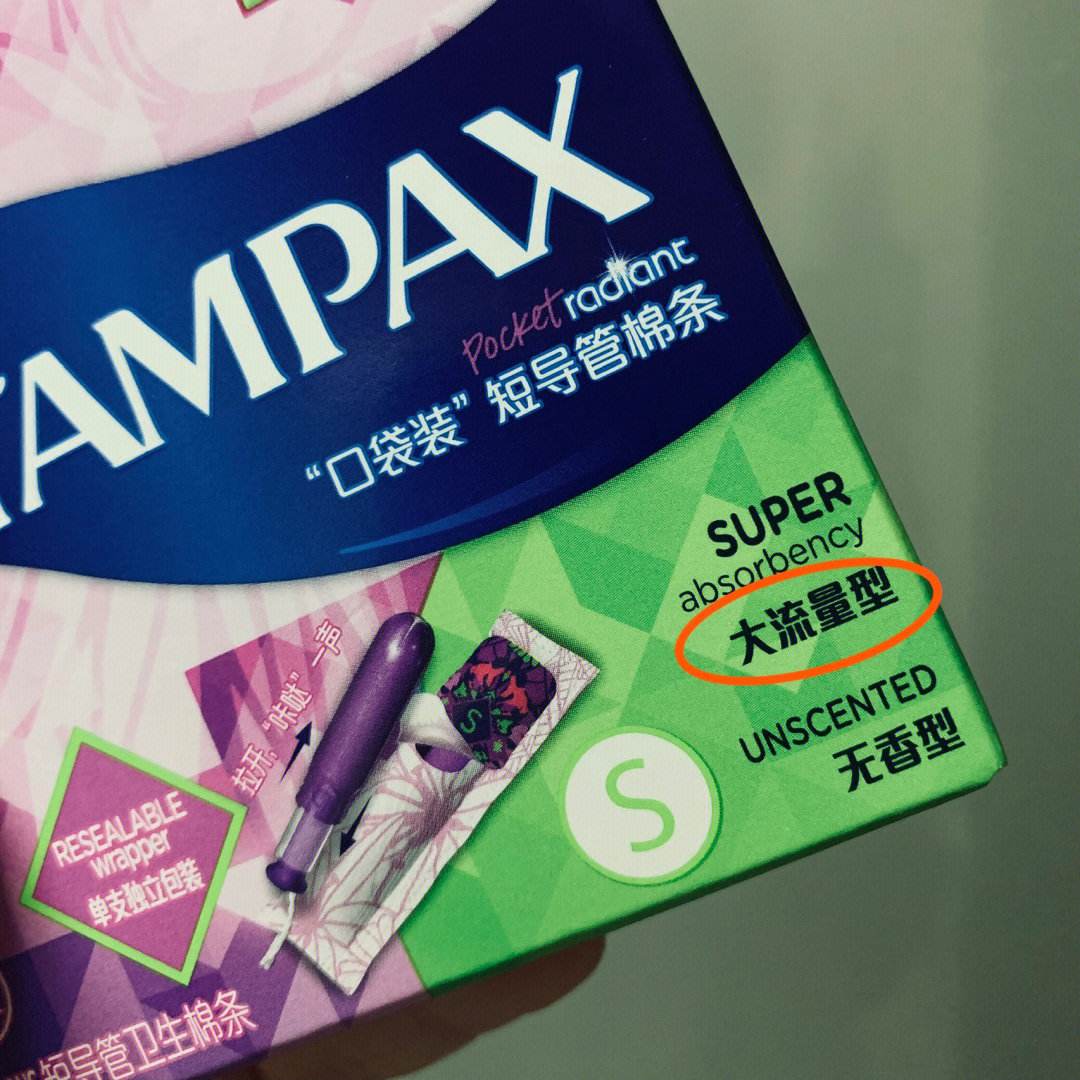 TAMPAX
Pocket radiant
“口袋装” 短导管棉条
SUPER
absorbency
大流量型
UNSCENTED
无香型
S
拉开,“咔哒”一声
S
RESEALABLE
wrapper
单支独立包装
短导管卫生棉条